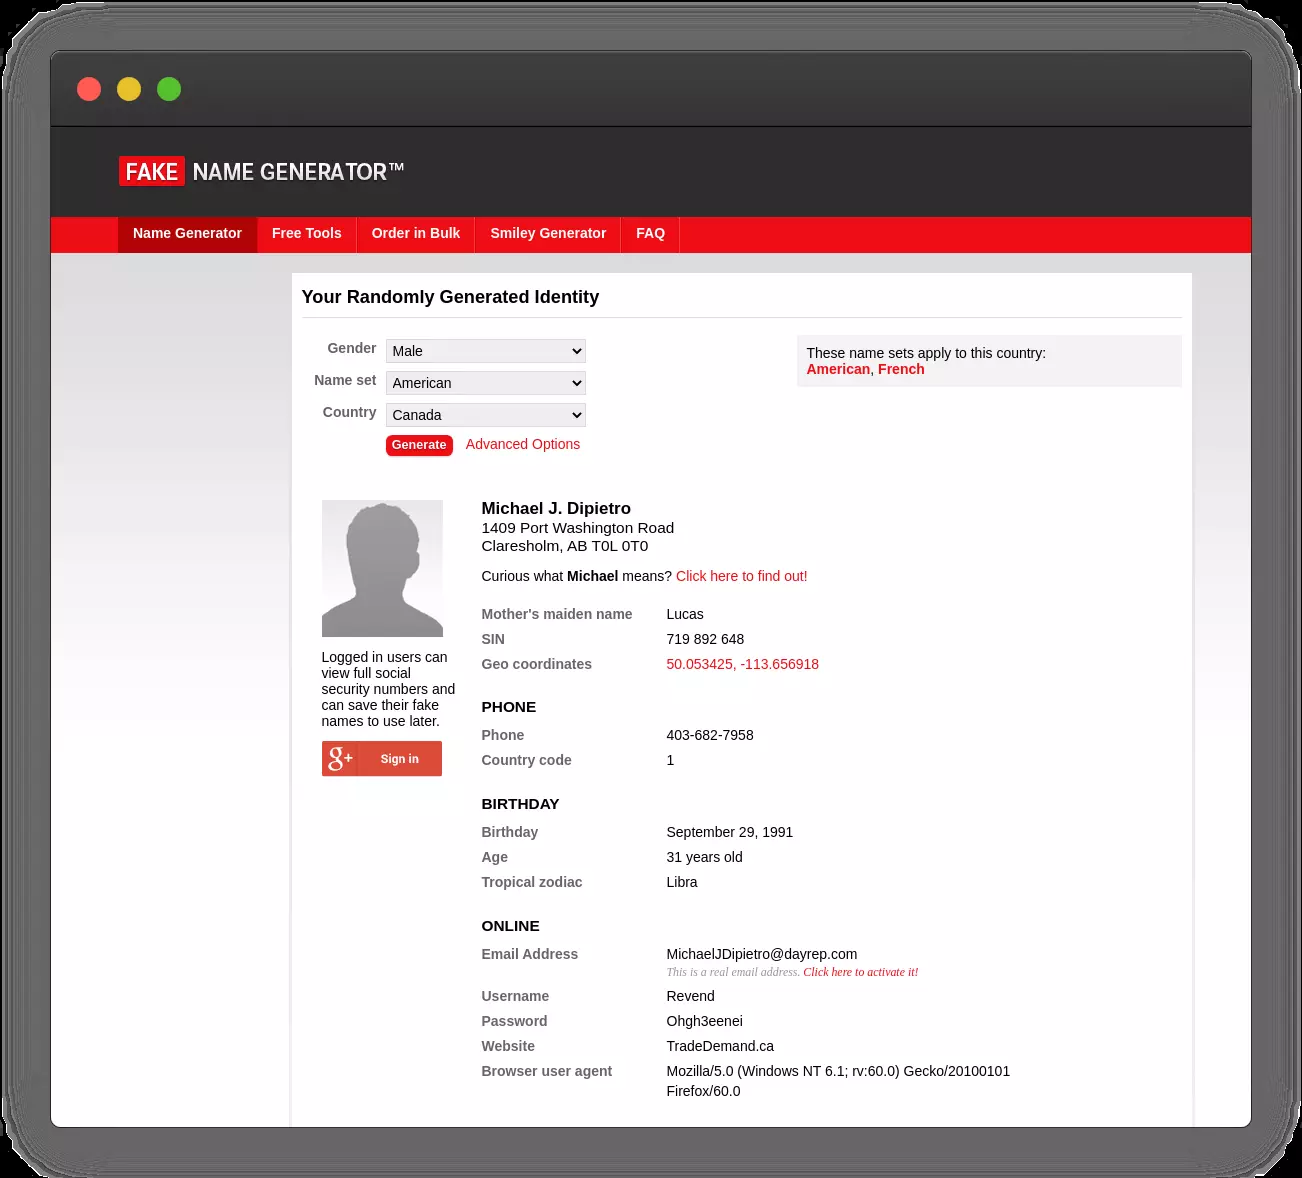 FAKE NAME GENERATOR™
Name Generator Free Tools Order in Bulk Smiley Generator FAQ
Your Randomly Generated Identity
Gender Male
Name set American
Country Canada
Generate Advanced Options
These name sets apply to this country:
American, French
Logged in users can
view full social
security numbers and
can save their fake
names to use later.
g+ Sign in
Michael J. Dipietro
1409 Port Washington Road
Claresholm, AB T0L 0T0
Curious what Michael means? Click here to find out!
Mother's maiden name Lucas
SIN 719 892 648
Geo coordinates 50.053425, -113.656918
PHONE
Phone 403-682-7958
Country code 1
BIRTHDAY
Birthday September 29, 1991
Age 31 years old
Tropical zodiac Libra
ONLINE
Email Address MichaelJDipietro@dayrep.com
This is a real email address. Click here to activate it!
Username Revend
Password Ohgh3eenei
Website TradeDemand.ca
Browser user agent Mozilla/5.0 (Windows NT 6.1; rv:60.0) Gecko/20100101
Firefox/60.0